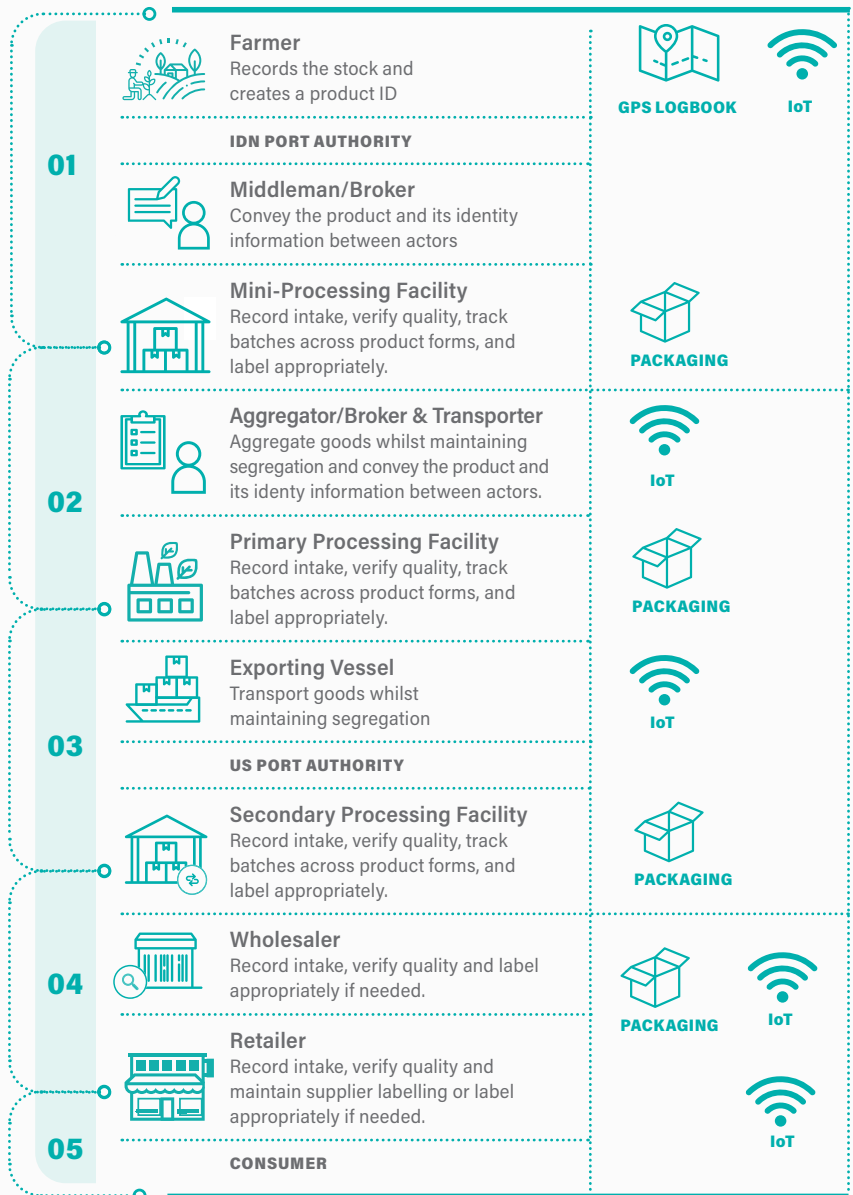 01
Farmer
Records the stock and
creates a product ID
GPS LOGBOOK
IoT
IDN PORT AUTHORITY
Middleman/Broker
Convey the product and its identity
information between actors
Mini-Processing Facility
Record intake, verify quality, track
batches across product forms, and
label appropriately.
PACKAGING
02
Aggregator/Broker & Transporter
Aggregate goods whilst maintaining
segregation and convey the product and
its identy information between actors.
IoT
Primary Processing Facility
Record intake, verify quality, track
batches across product forms, and
label appropriately.
PACKAGING
03
Exporting Vessel
Transport goods whilst
maintaining segregation
IoT
US PORT AUTHORITY
Secondary Processing Facility
Record intake, verify quality, track
batches across product forms, and
label appropriately.
PACKAGING
04
Wholesaler
Record intake, verify quality and label
appropriately if needed.
PACKAGING
IoT
Retailer
Record intake, verify quality and
maintain supplier labelling or label
appropriately if needed.
IoT
05
CONSUMER